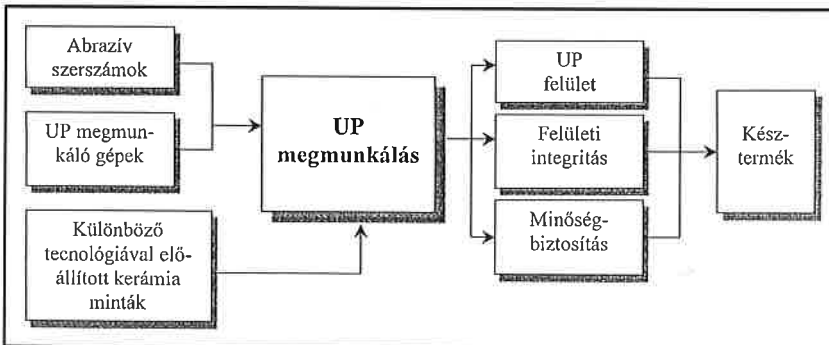 Abrazív
szerszámok
UP megmun-
káló gépek
Különböző
tecnológiával elő-
állított kerámia
minták
UP
megmunkálás
UP
felület
Felületi
integritás
Minőség-
biztosítás
Kész-
termék